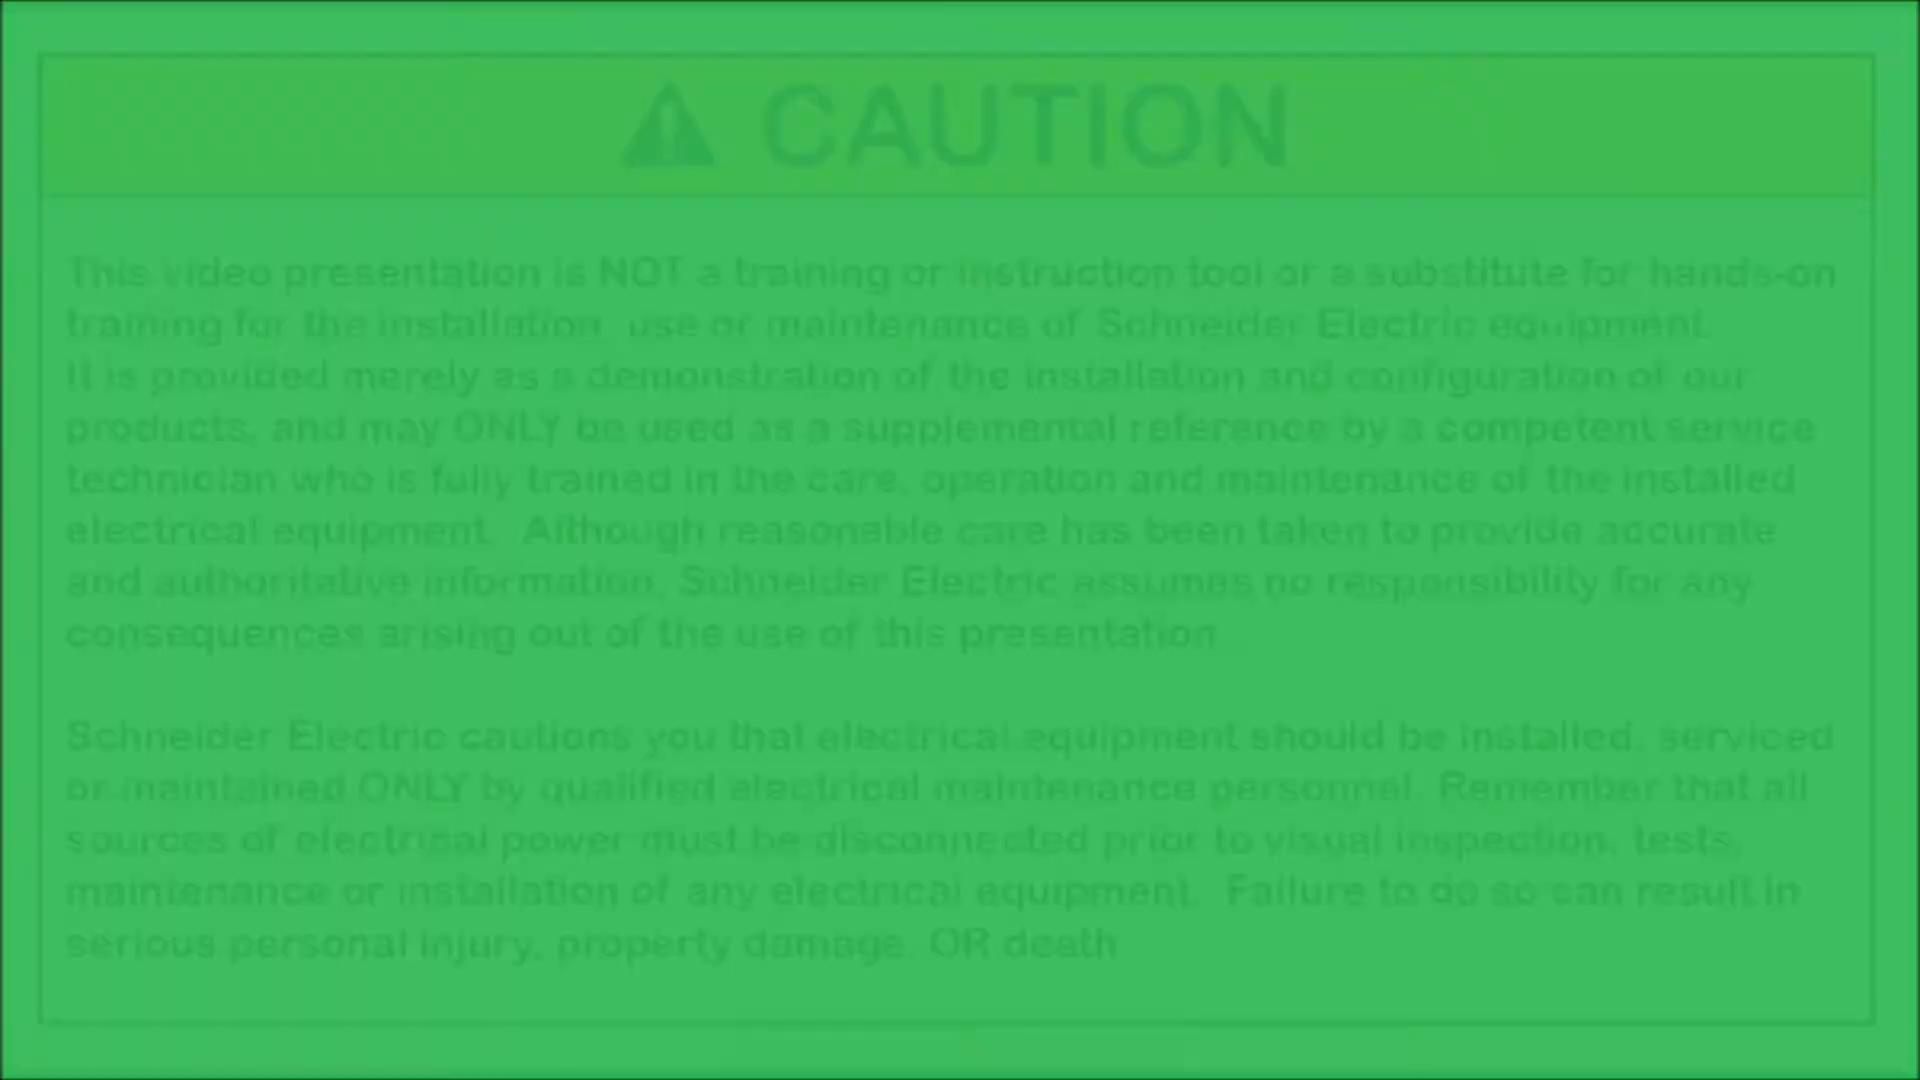 CAUTION
This video presentation is NOT a training or instruction tool or a substitute for hands-on
training for the installation, use or maintenance of Schneider Electric equipment.
It is provided merely as a demonstration of the installation and configuration of our
products, and may ONLY be used as a supplemental reference by a competent service
technician who is fully trained in the care, operation and maintenance of the installed
electrical equipment. Although reasonable care has been taken to provide accurate
and authoritative information, Schneider Electric assumes no responsibility for any
consequences arising out of the use of this presentation.
Schneider Electric cautions you that electrical equipment should be installed, serviced
or maintained ONLY by qualified electrical maintenance personnel. Remember that all
sources of electrical power must be disconnected prior to visual inspection, tests,
maintenance or installation of any electrical equipment. Failure to do so can result in
serious personal injury, property damage, OR death